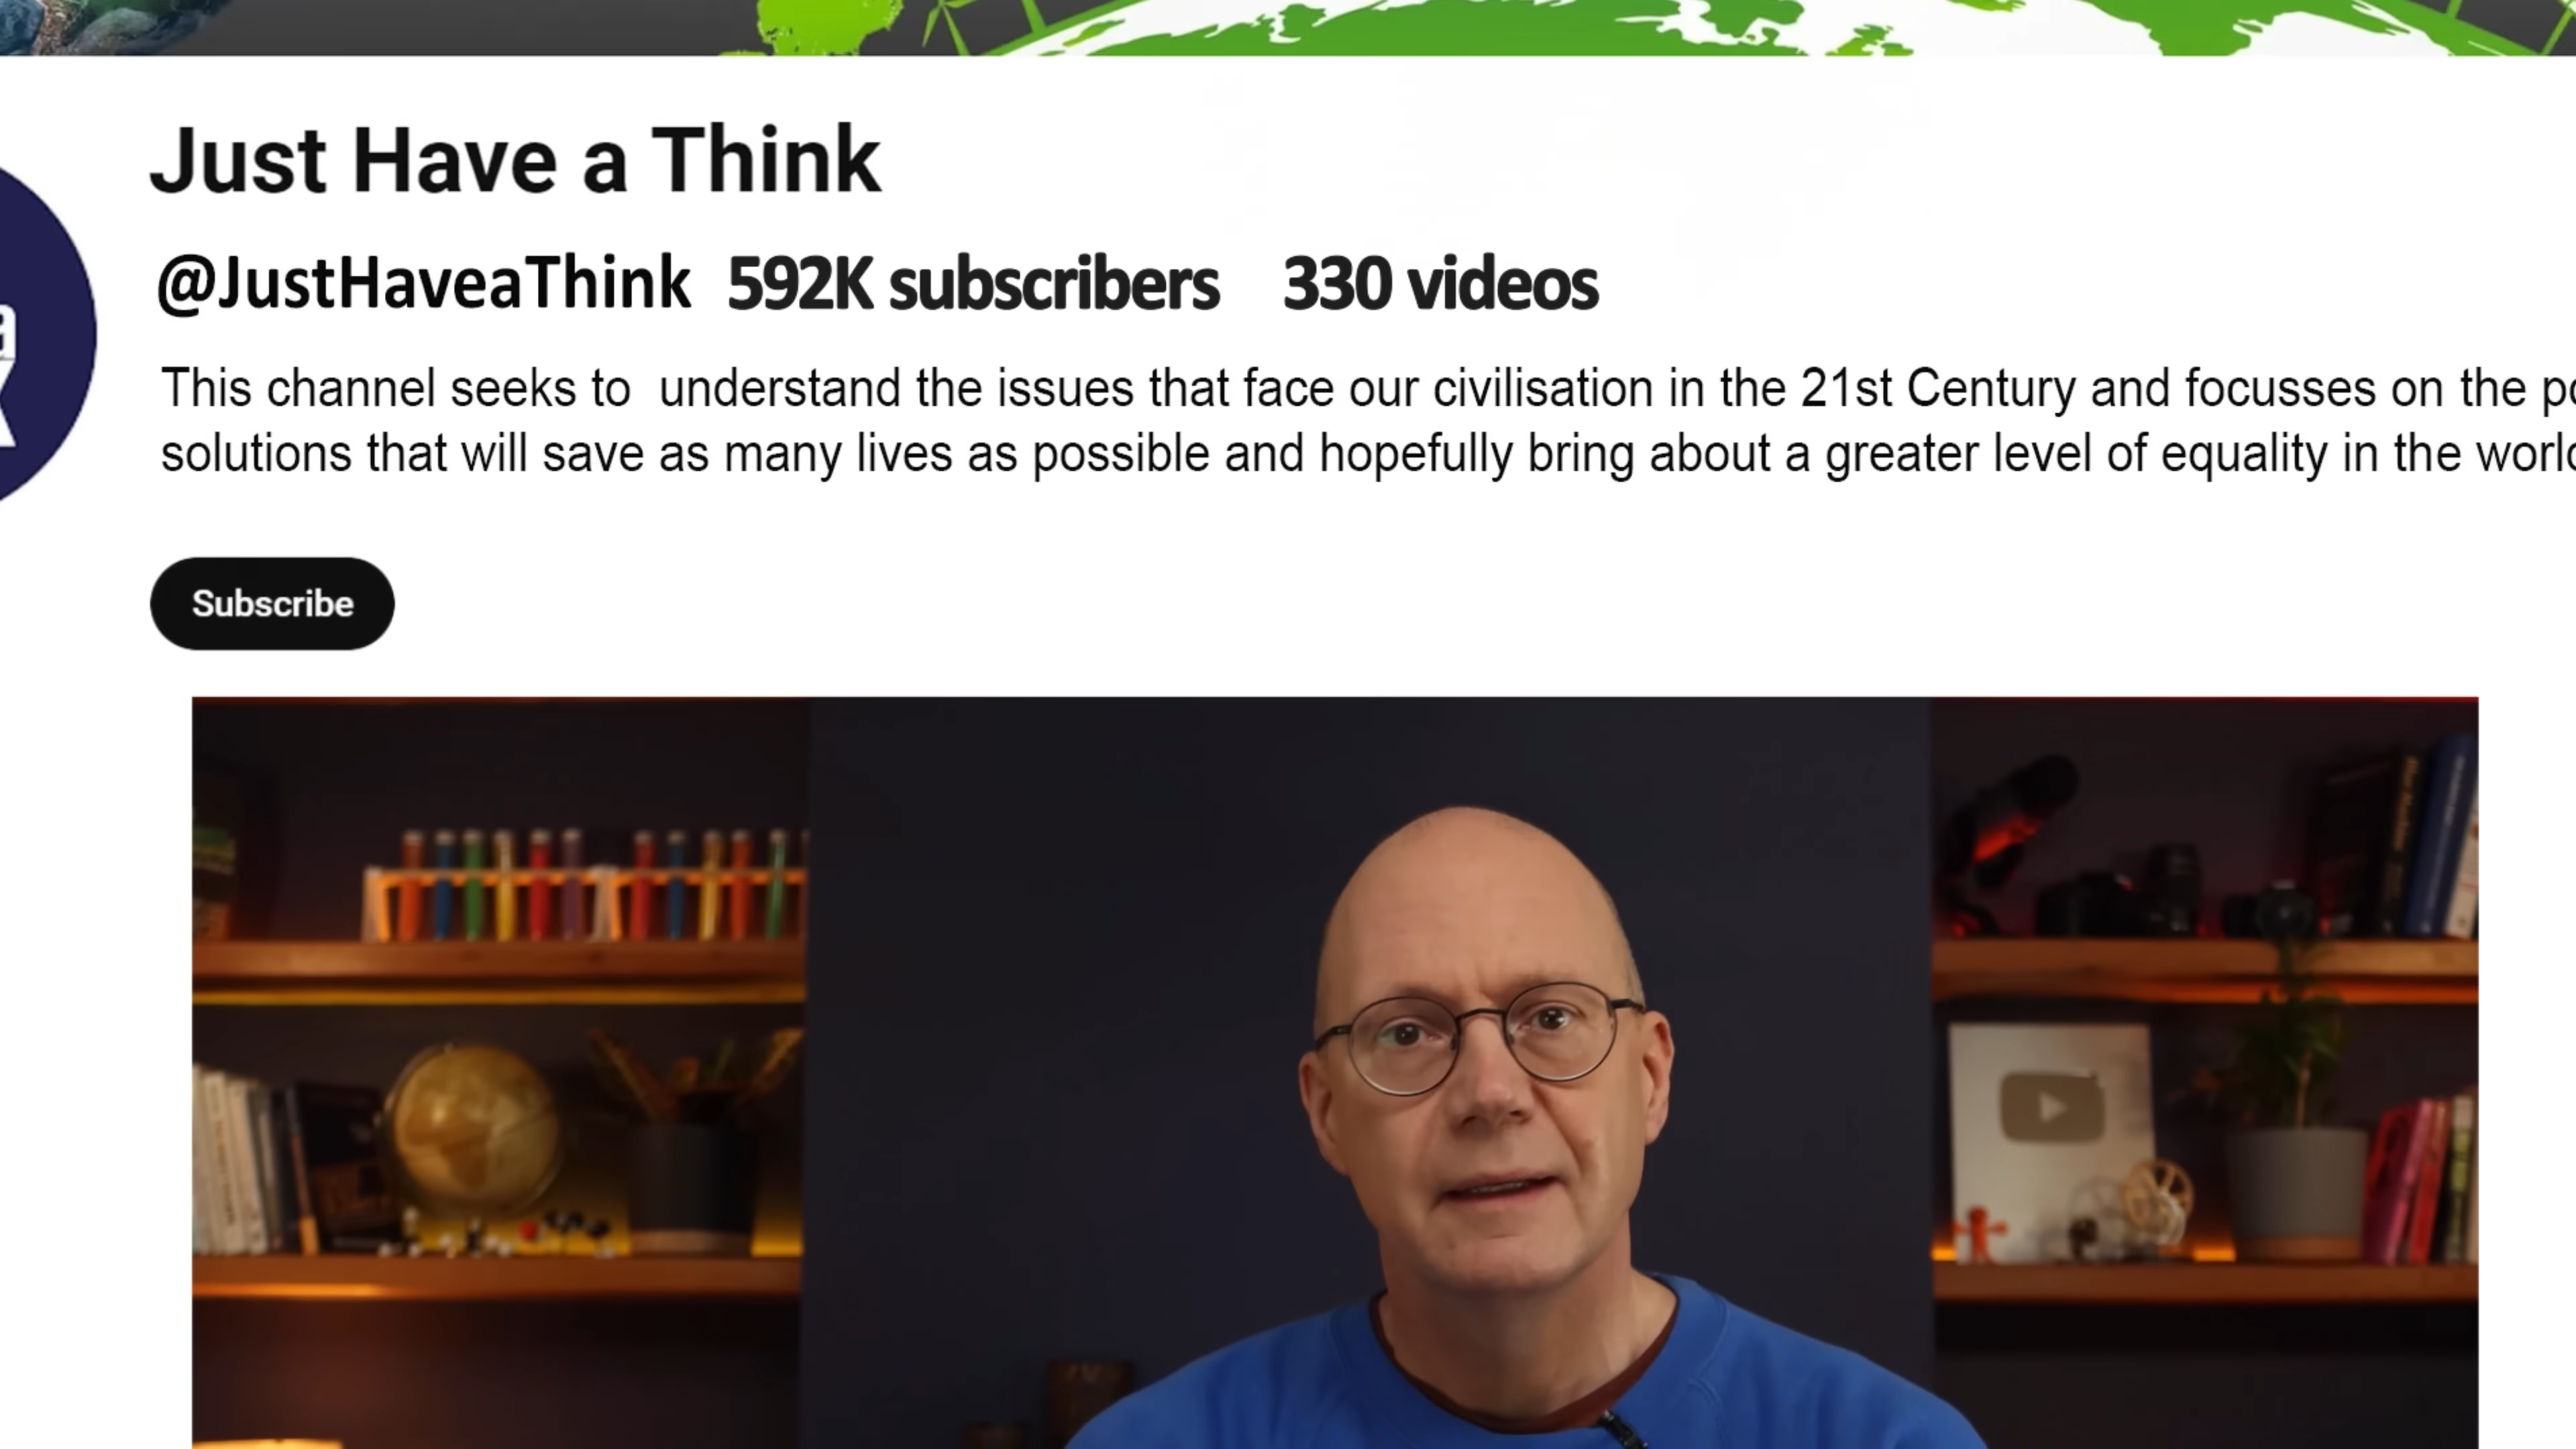 Just Have a Think
@JustHaveaThink 592K subscribers 330 videos
This channel seeks to  understand the issues that face our civilisation in the 21st Century and focusses on the
solutions that will save as many lives as possible and hopefully bring about a greater level of equality in the
Subscribe